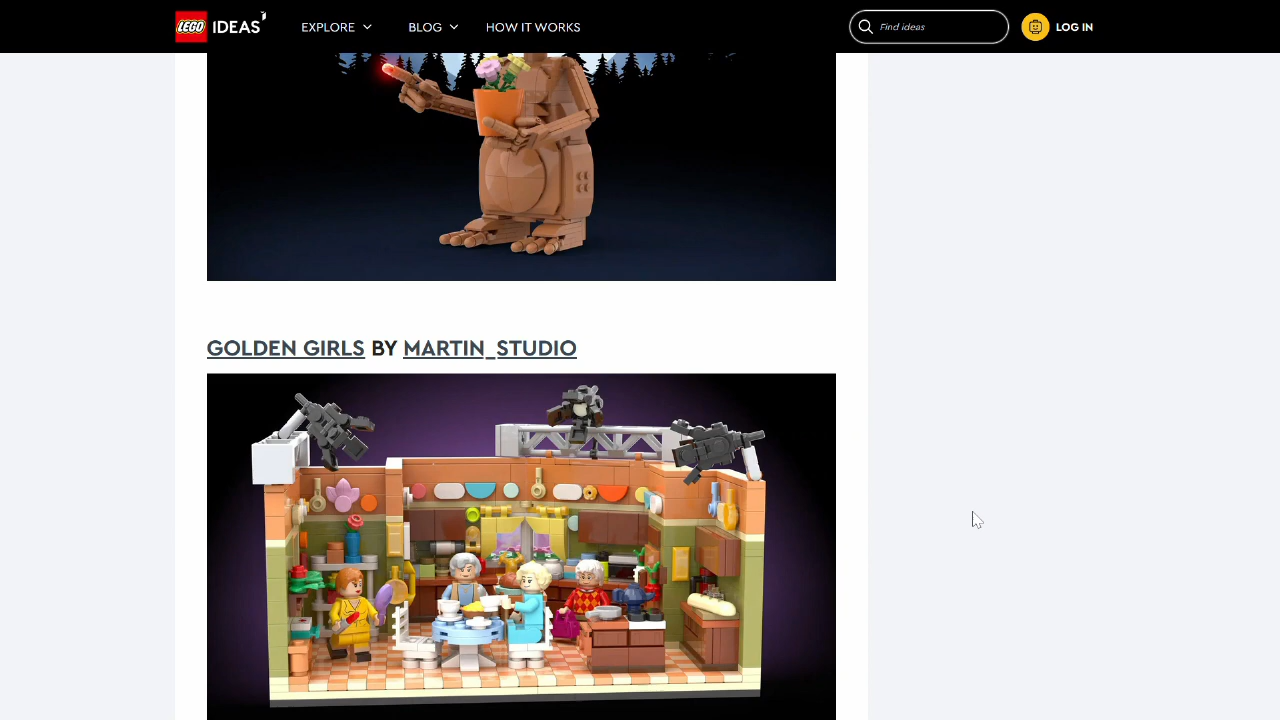 LEGO IDEAS EXPLORE BLOG HOW IT WORKS Find ideas LOG IN
GOLDEN GIRLS BY MARTIN_STUDIO